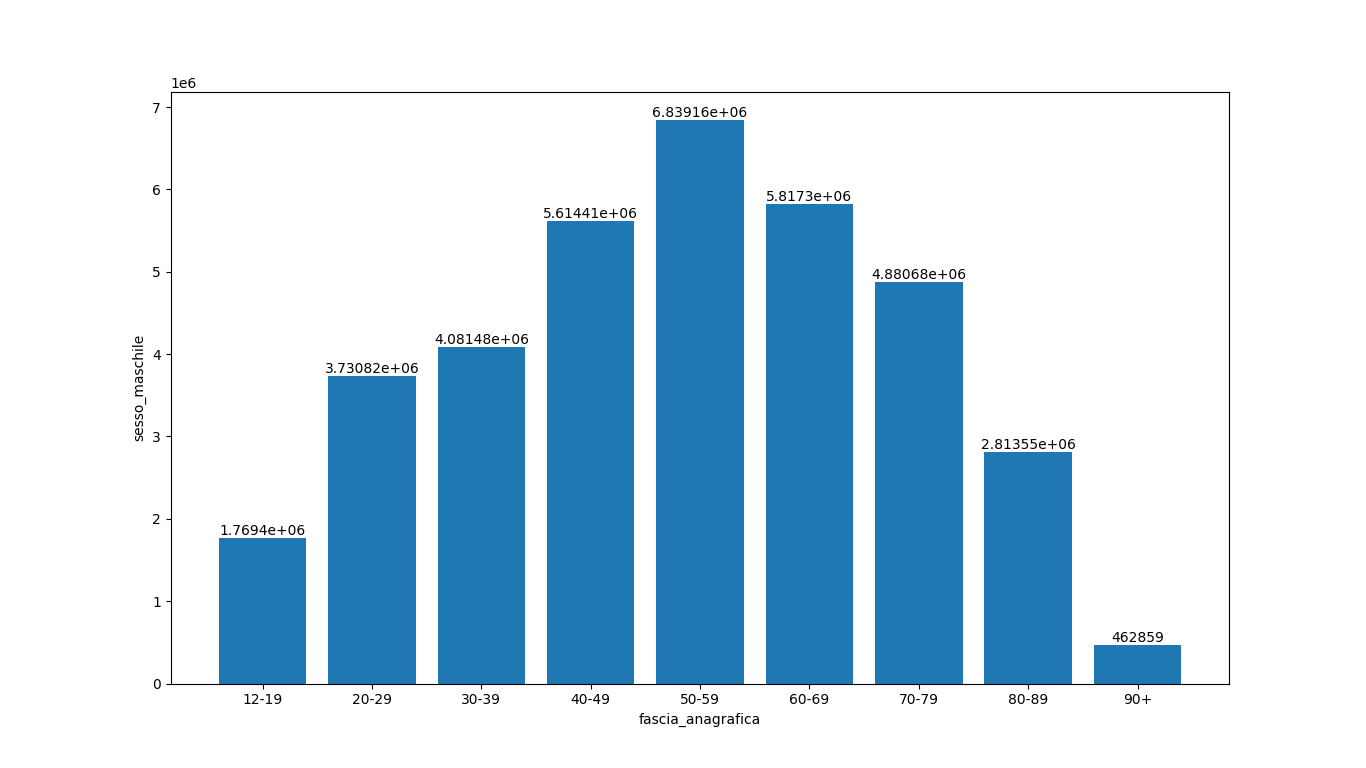 1e6
7
6
5
4
3
2
1
0
sesso_maschile
1.7694e+06
3.73082e+06
4.08148e+06
5.61441e+06
6.83916e+06
5.8173e+06
4.88068e+06
2.81355e+06
462859
12-19 20-29 30-39 40-49 50-59 60-69 70-79 80-89 90+
fascia_anagrafica